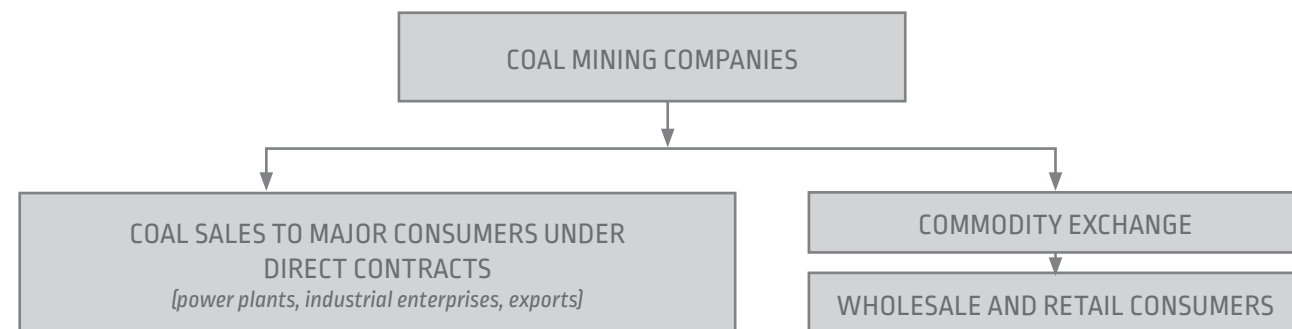 COAL MINING COMPANIES
COAL SALES TO MAJOR CONSUMERS UNDER
DIRECT CONTRACTS
(power plants, industrial enterprises, exports)
COMMODITY EXCHANGE
WHOLESALE AND RETAIL CONSUMERS